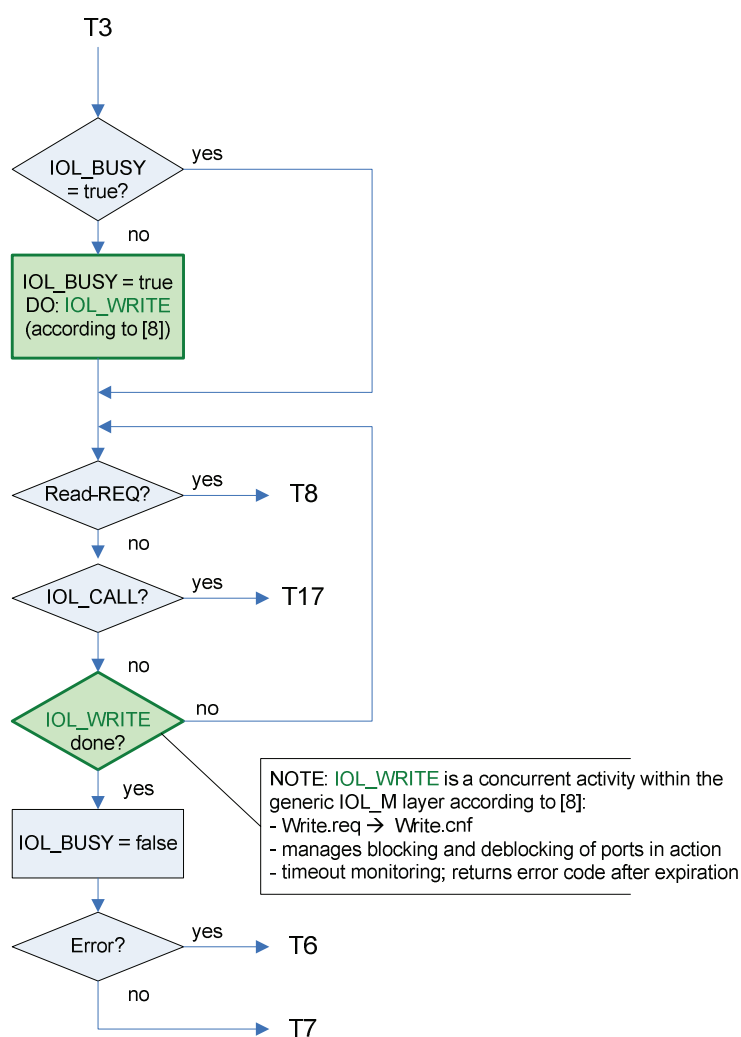 T3
IOL_BUSY
= true?
yes
no
IOL_BUSY = true
DO: IOL_WRITE
(according to [8])
Read-REQ?
yes
T8
no
IOL_CALL?
yes
T17
no
IOL_WRITE
done?
no
yes
NOTE: IOL_WRITE is a concurrent activity within the
generic IOL_M layer according to [8]:
- Write.req → Write.cnf
- manages blocking and deblocking of ports in action
- timeout monitoring; returns error code after expiration
IOL_BUSY = false
Error?
yes
T6
no
T7